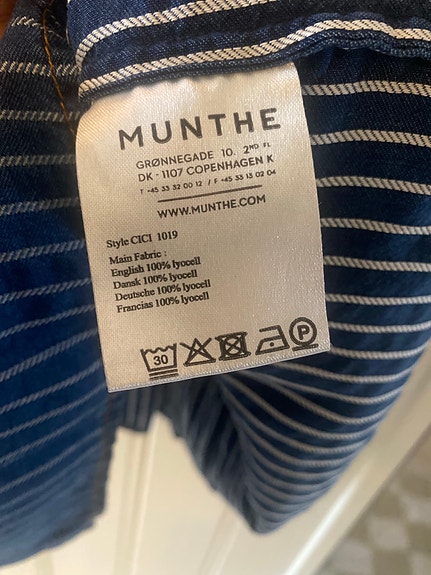 MUNTHE
GRØNNEGADE 10. 2ND FL
DK - 1107 COPENHAGEN K
T +45 33 32 00 12 / F +45 33 13 02 04
WWW.MUNTHE.COM
Style CICI 1019
Main Fabric :
English 100% lyocell
Dansk 100% lyocell
Deutsche 100% lyocell
Francias 100% lyocell
30 P